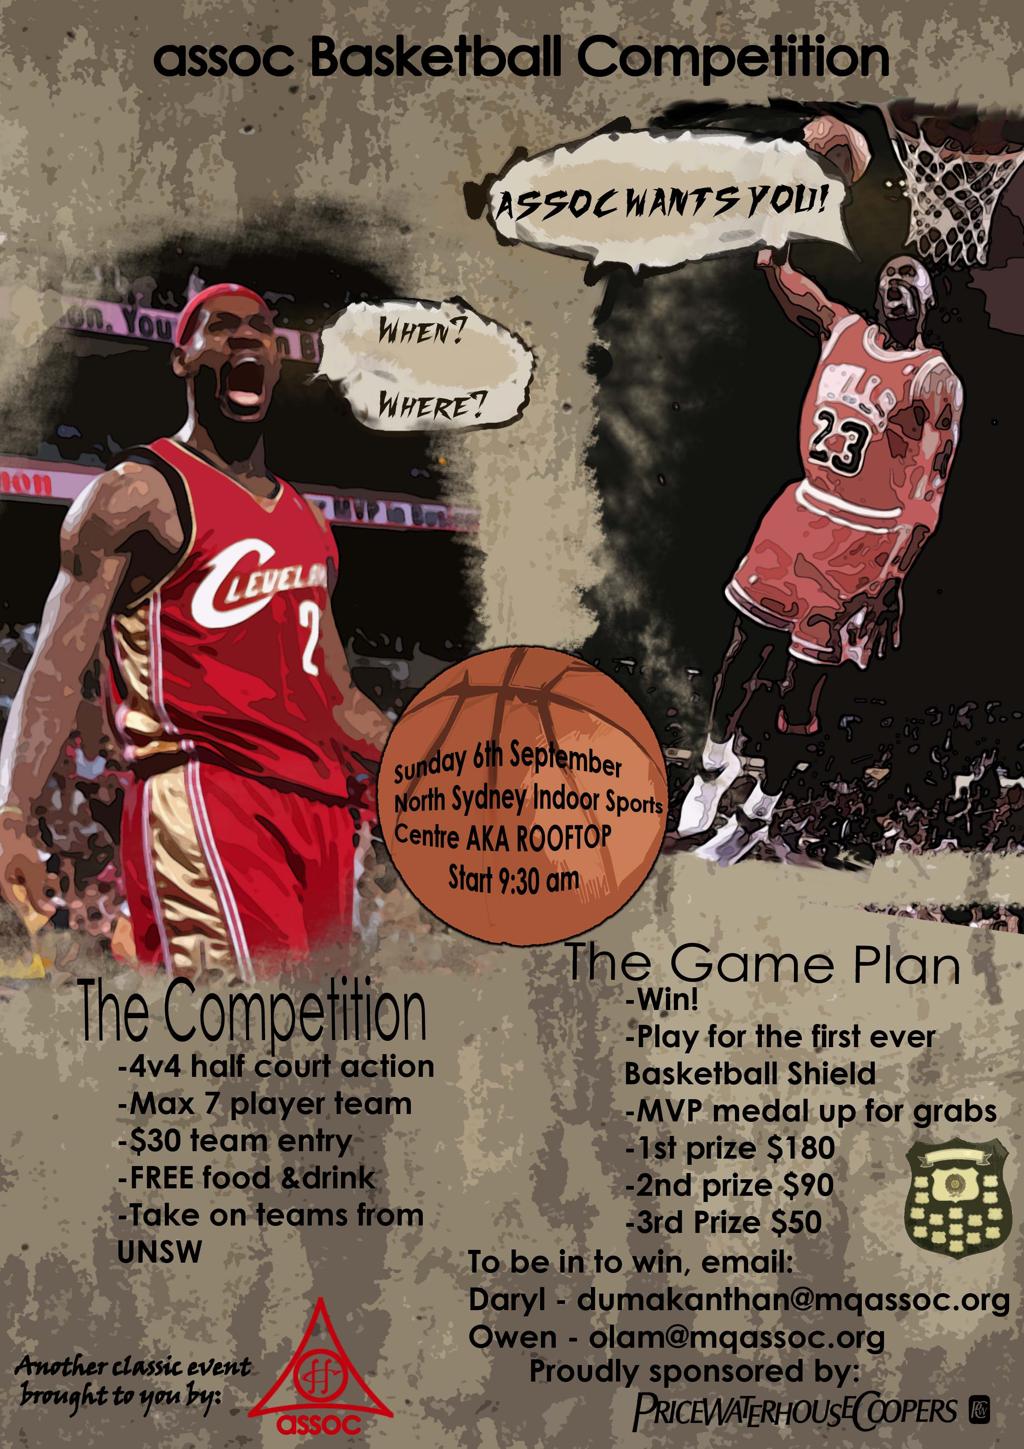 assoc Basketball Competition
ASSOC WANTS YOU!
WHEN?
WHERE?
23
CLEVELAN
2
Sunday 6th September
North Sydney Indoor Sports
Centre AKA ROOFTOP
Start 9:30 am
The Competition
-4v4 half court action
-Max 7 player team
-$30 team entry
-FREE food &drink
-Take on teams from
UNSW
The Game Plan
-Win!
-Play for the first ever
Basketball Shield
-MVP medal up for grabs
-1st prize $180
-2nd prize $90
-3rd Prize $50
To be in to win, email:
Daryl - dumakanthan@mqassoc.org
Owen - olam@mqassoc.org
Proudly sponsored by:
PRICEWATERHOUSECOOPERS
Another classic event
brought to you by:
assoc